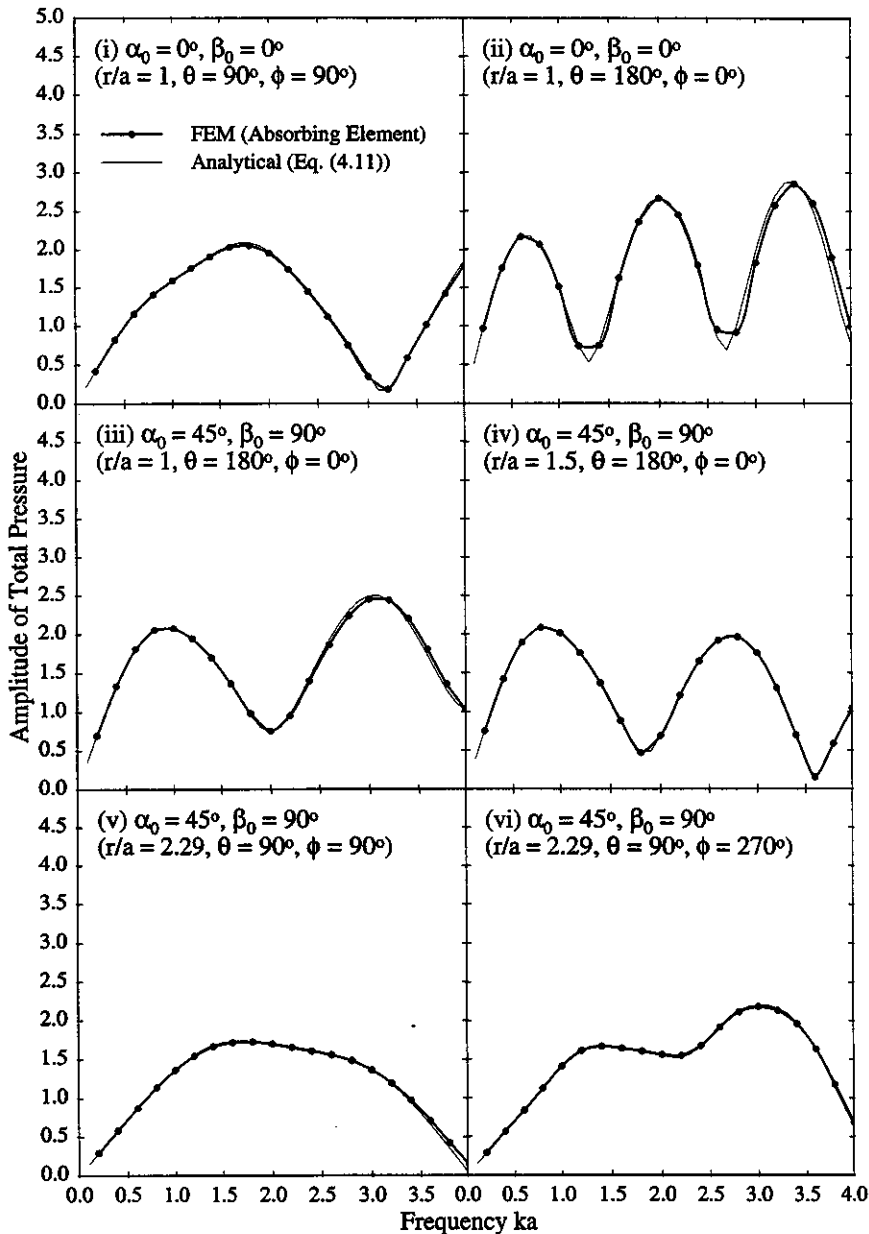 5.0
4.5
4.0
3.5
3.0
2.5
2.0
1.5
1.0
0.5
0.0
(i) α₀ = 0°, β₀ = 0°
(r/a = 1, θ = 90°, ϕ = 90°)
FEM (Absorbing Element)
Analytical (Eq. (4.11))
(ii) α₀ = 0°, β₀ = 0°
(r/a = 1, θ = 180°, ϕ = 0°)
4.5
4.0
3.5
3.0
2.5
2.0
1.5
1.0
0.5
0.0
(iii) α₀ = 45°, β₀ = 90°
(r/a = 1, θ = 180°, ϕ = 0°)
(iv) α₀ = 45°, β₀ = 90°
(r/a = 1.5, θ = 180°, ϕ = 0°)
Amplitude of Total Pressure
4.5
4.0
3.5
3.0
2.5
2.0
1.5
1.0
0.5
0.0
(v) α₀ = 45°, β₀ = 90°
(r/a = 2.29, θ = 90°, ϕ = 90°)
(vi) α₀ = 45°, β₀ = 90°
(r/a = 2.29, θ = 90°, ϕ = 270°)
0.0 0.5 1.0 1.5 2.0 2.5 3.0 3.5 0.0 0.5 1.0 1.5 2.0 2.5 3.0 3.5 4.0
Frequency ka